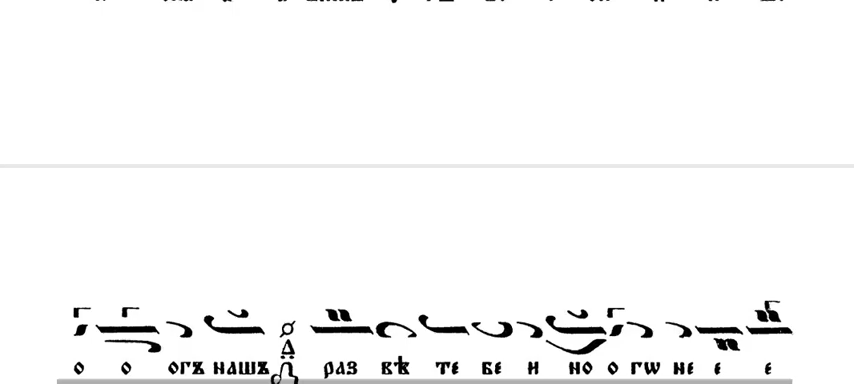 о о огъ нашъ раз вѣ те бе и но о гѡ не е е